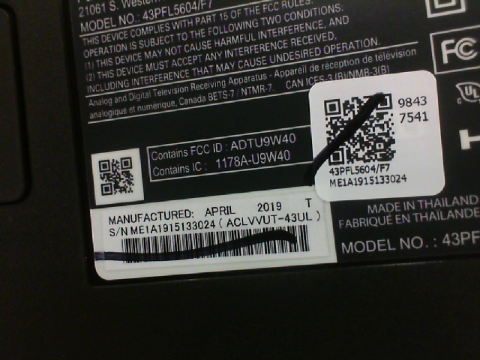 21061 S. Western
MODEL NO. : 43PFL5604/F7
THIS DEVICE COMPLIES WITH PART 15 OF THE FCC RULES.
OPERATION IS SUBJECT TO THE FOLLOWING TWO CONDITIONS:
(1) THIS DEVICE MAY NOT CAUSE HARMFUL INTERFERENCE, AND
(2) THIS DEVICE MUST ACCEPT ANY INTERFERENCE RECEIVED,
INCLUDING INTERFERENCE THAT MAY CAUSE UNDESIRED OPERATION.
Analog and Digital Television Receiving Apparatus - Appareil de réception de télévision
analogique et numérique, Canada BETS-7 / NTMR-7. CAN ICES-3(B)/NMB-3(B)
FC
UL
Contains FCC ID : ADTU9W40
Contains IC : 1178A-U9W40
9843
7541
43PFL5604/F7
ME1A1915133024
MANUFACTURED: APRIL 2019 T
S/N ME1A1915133024 ( ACLVVUT-43UL )
MADE IN THAILAND
FABRIQUÉ EN THAÏLANDE
MODEL NO. : 43PF